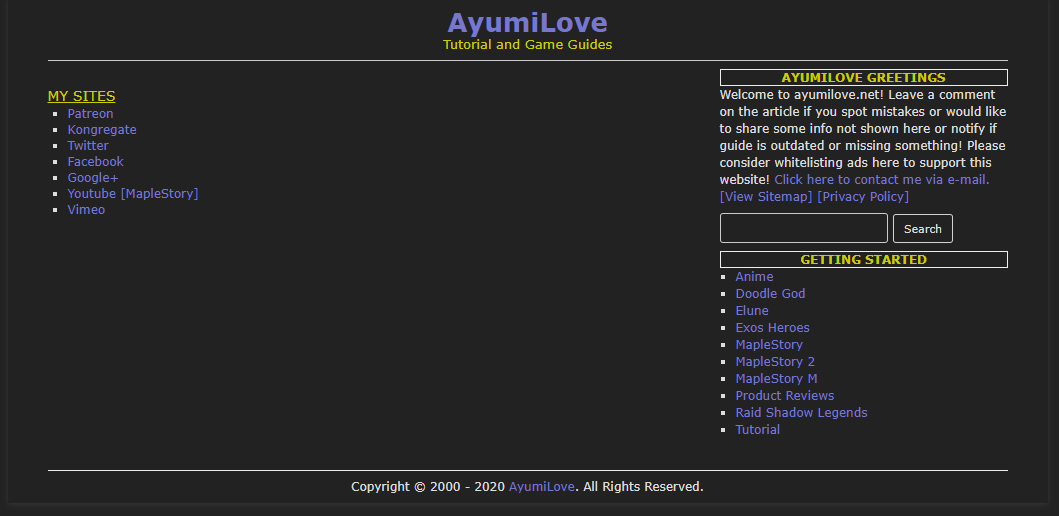 AyumiLove
Tutorial and Game Guides
MY SITES
Patreon
Kongregate
Twitter
Facebook
Google+
Youtube [MapleStory]
Vimeo
AYUMILOVE GREETINGS
Welcome to ayumilove.net! Leave a comment
on the article if you spot mistakes or would like
to share some info not shown here or notify if
guide is outdated or missing something! Please
consider whitelisting ads here to support this
website! Click here to contact me via e-mail.
[View Sitemap] [Privacy Policy]
Search
GETTING STARTED
Anime
Doodle God
Elune
Exos Heroes
MapleStory
MapleStory 2
MapleStory M
Product Reviews
Raid Shadow Legends
Tutorial
Copyright © 2000 - 2020 AyumiLove. All Rights Reserved.